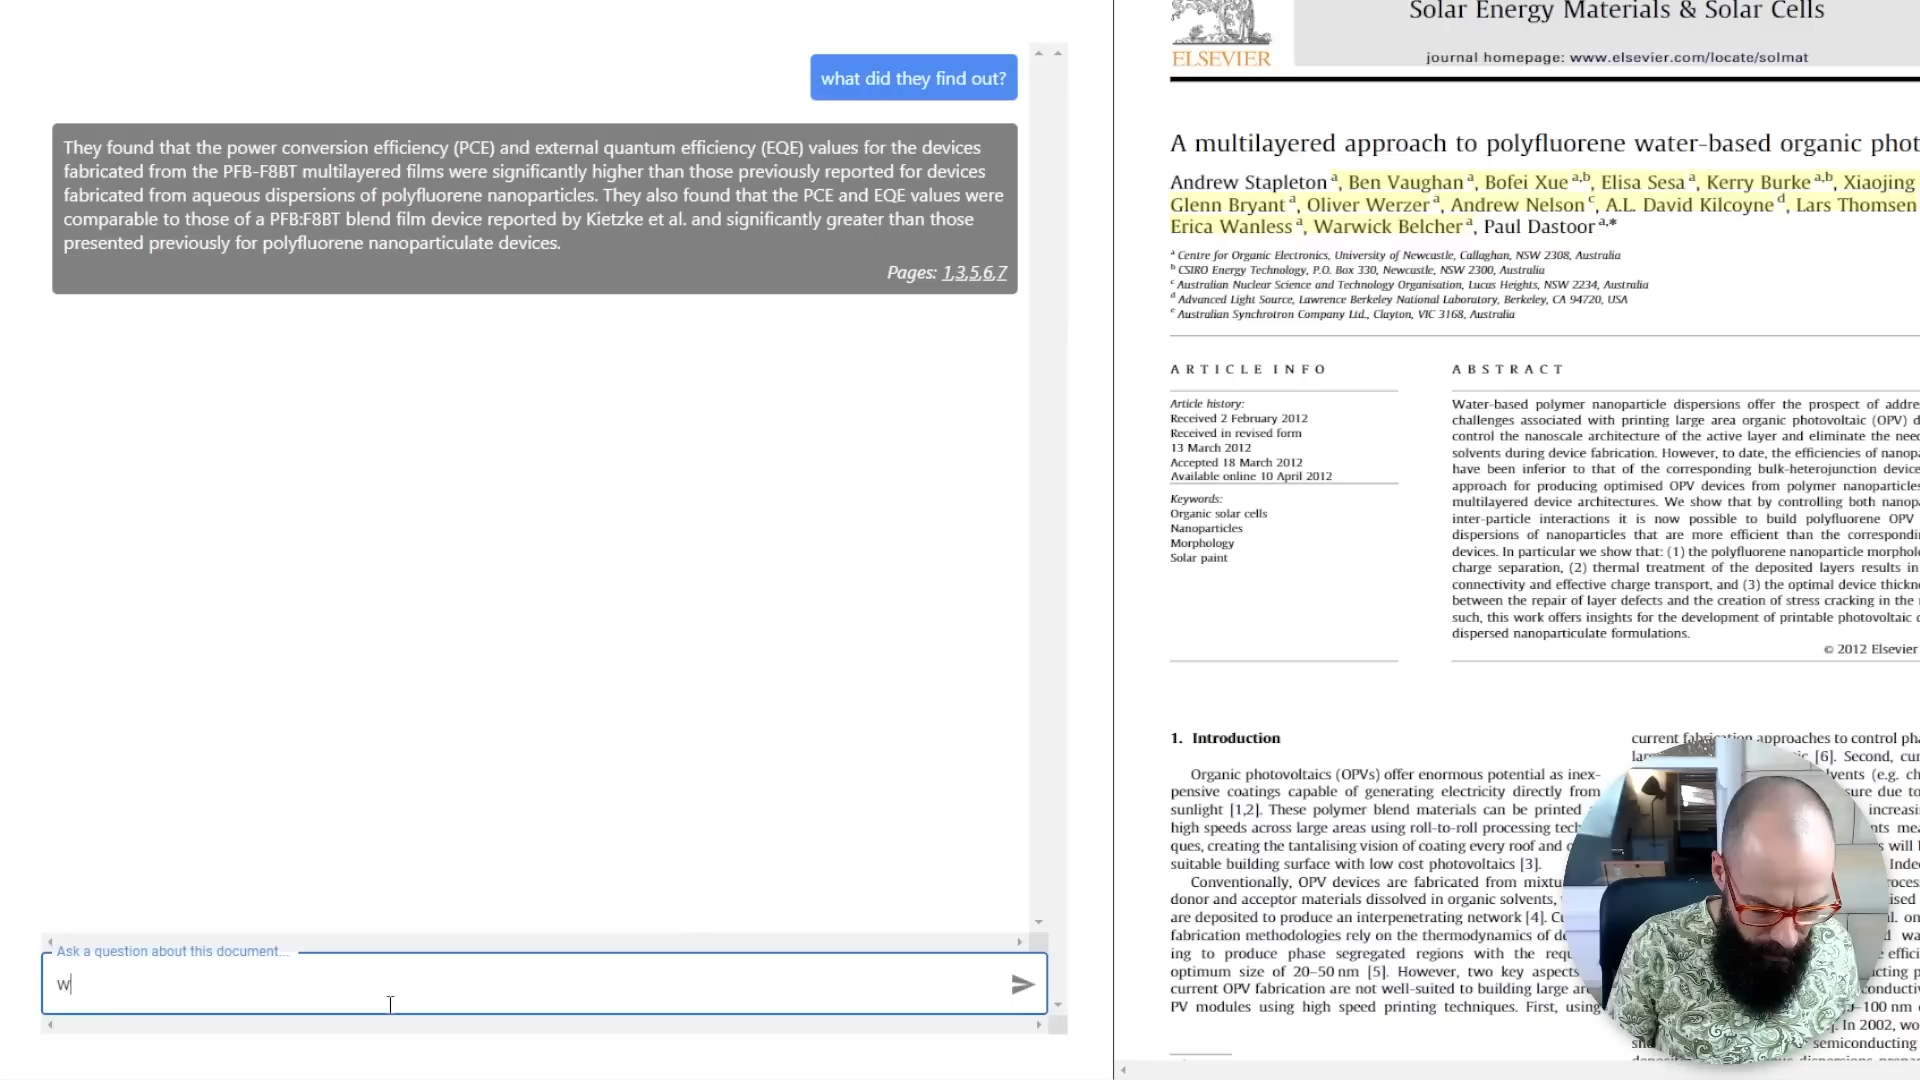 what did they find out?
They found that the power conversion efficiency (PCE) and external quantum efficiency (EQE) values for the devices
fabricated from the PFB-F8BT multilayered films were significantly higher than those previously reported for devices
fabricated from aqueous dispersions of polyfluorene nanoparticles. They also found that the PCE and EQE values were
comparable to those of a PFB:F8BT blend film device reported by Kietzke et al. and significantly greater than those
presented previously for polyfluorene nanoparticulate devices.
Pages: 1,3,5,6,7
Ask a question about this document...
W
Solar Energy Materials & Solar Cells
ELSEVIER
journal homepage: www.elsevier.com/locate/solmat
A multilayered approach to polyfluorene water-based organic phot
Andrew Stapleton a, Ben Vaughan a, Bofei Xue a,b, Elisa Sesa a, Kerry Burke a,b, Xiaojing
Glenn Bryant a, Oliver Werzer a, Andrew Nelson c, A.L. David Kilcoyne d, Lars Thomsen
Erica Wanless a, Warwick Belcher a, Paul Dastoor a,*
a Centre for Organic Electronics, University of Newcastle, Callaghan, NSW 2308, Australia
b CSIRO Energy Technology, P.O. Box 330, Newcastle, NSW 2300, Australia
c Australian Nuclear Science and Technology Organisation, Lucas Heights, NSW 2234, Australia
d Advanced Light Source, Lawrence Berkeley National Laboratory, Berkeley, CA 94720, USA
e Australian Synchrotron Company Ltd., Clayton, VIC 3168, Australia
ARTICLE INFO
Article history:
Received 2 February 2012
Received in revised form
13 March 2012
Accepted 18 March 2012
Available online 10 April 2012
Keywords:
Organic solar cells
Nanoparticles
Morphology
Solar paint
ABSTRACT
Water-based polymer nanoparticle dispersions offer the prospect of addre
challenges associated with printing large area organic photovoltaic (OPV) d
control the nanoscale architecture of the active layer and eliminate the need
solvents during device fabrication. However, to date, the efficiencies of nanopa
have been inferior to that of the corresponding bulk-heterojunction device
approach for producing optimised OPV devices from polymer nanoparticles
multilayered device architectures. We show that by controlling both nanop
inter-particle interactions it is now possible to build polyfluorene OPV
dispersions of nanoparticles that are more efficient than the correspondin
devices. In particular we show that: (1) the polyfluorene nanoparticle morphol
charge separation, (2) thermal treatment of the deposited layers results in
connectivity and effective charge transport, and (3) the optimal device thickn
between the repair of layer defects and the creation of stress cracking in the
such, this work offers insights for the development of printable photovoltaic
dispersed nanoparticulate formulations.
© 2012 Elsevier
1. Introduction
Organic photovoltaics (OPVs) offer enormous potential as inex-
pensive coatings capable of generating electricity directly from
sunlight [1,2]. These polymer blend materials can be printed
high speeds across large areas using roll-to-roll processing tech
ques, creating the tantalising vision of coating every roof and
suitable building surface with low cost photovoltaics [3].
Conventionally, OPV devices are fabricated from mixtu
donor and acceptor materials dissolved in organic solvents,
are deposited to produce an interpenetrating network [4]. Cu
fabrication methodologies rely on the thermodynamics of de
ing to produce phase segregated regions with the requ
optimum size of 20–50 nm [5]. However, two key aspects
current OPV fabrication are not well-suited to building large are
PV modules using high speed printing techniques. First, using
current fabrication approaches to control pha
[6]. Second, cur